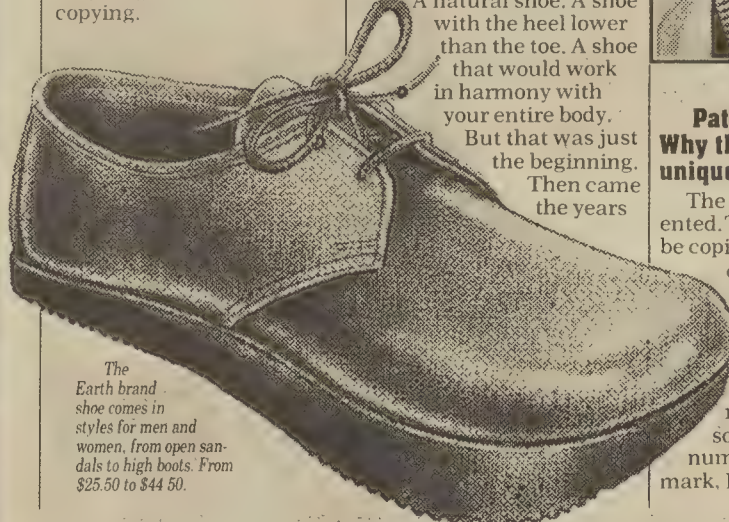 copying.
A natural shoe. A shoe
with the heel lower
than the toe. A shoe
that would work
in harmony with
your entire body.
But that was just
the beginning.
Then came
the years
The
Earth brand
shoe comes in
styles for men and
women, from open san-
dals to high boots. From
$25.50 to $44 50.
Pat
Why th
unique
The
ented.
be copi
so
num
mark,